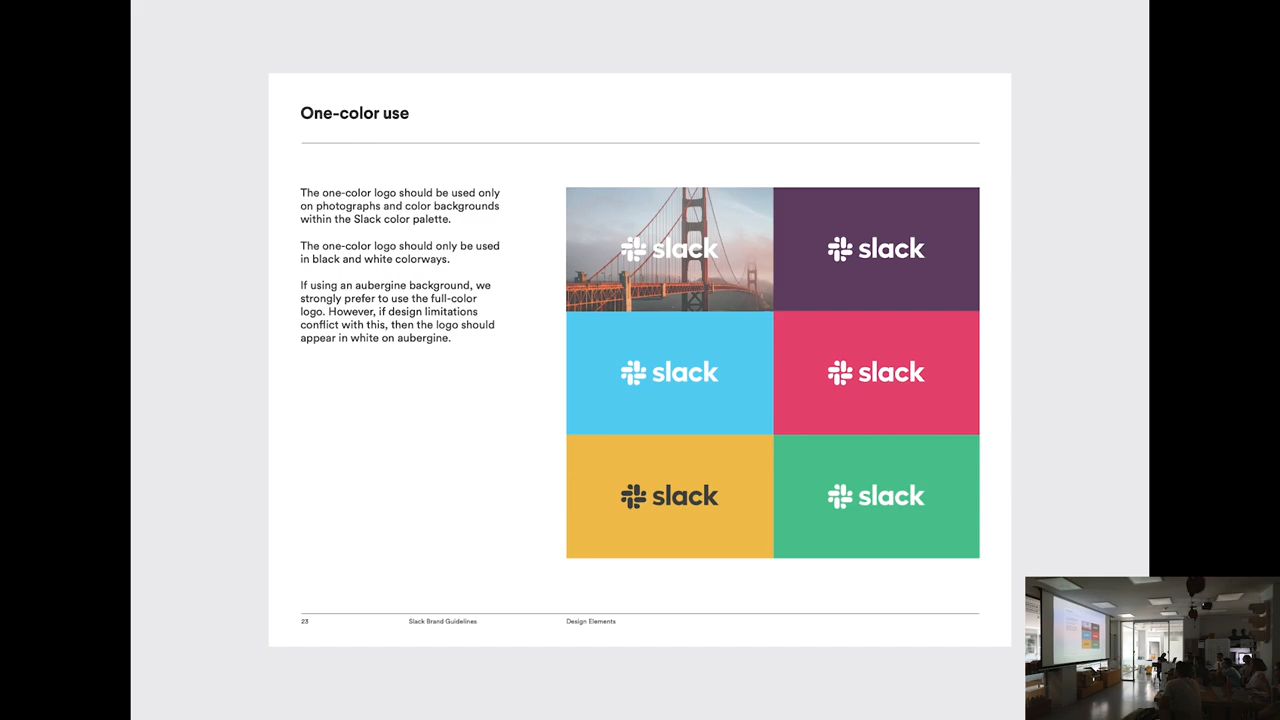 One-color use
The one-color logo should be used only
on photographs and color backgrounds
within the Slack color palette.
The one-color logo should only be used
in black and white colorways.
If using an aubergine background, we
strongly prefer to use the full-color
logo. However, if design limitations
conflict with this, then the logo should
appear in white on aubergine.
slack
slack
slack
slack
slack
slack
23
Slack Brand Guidelines
Design Elements